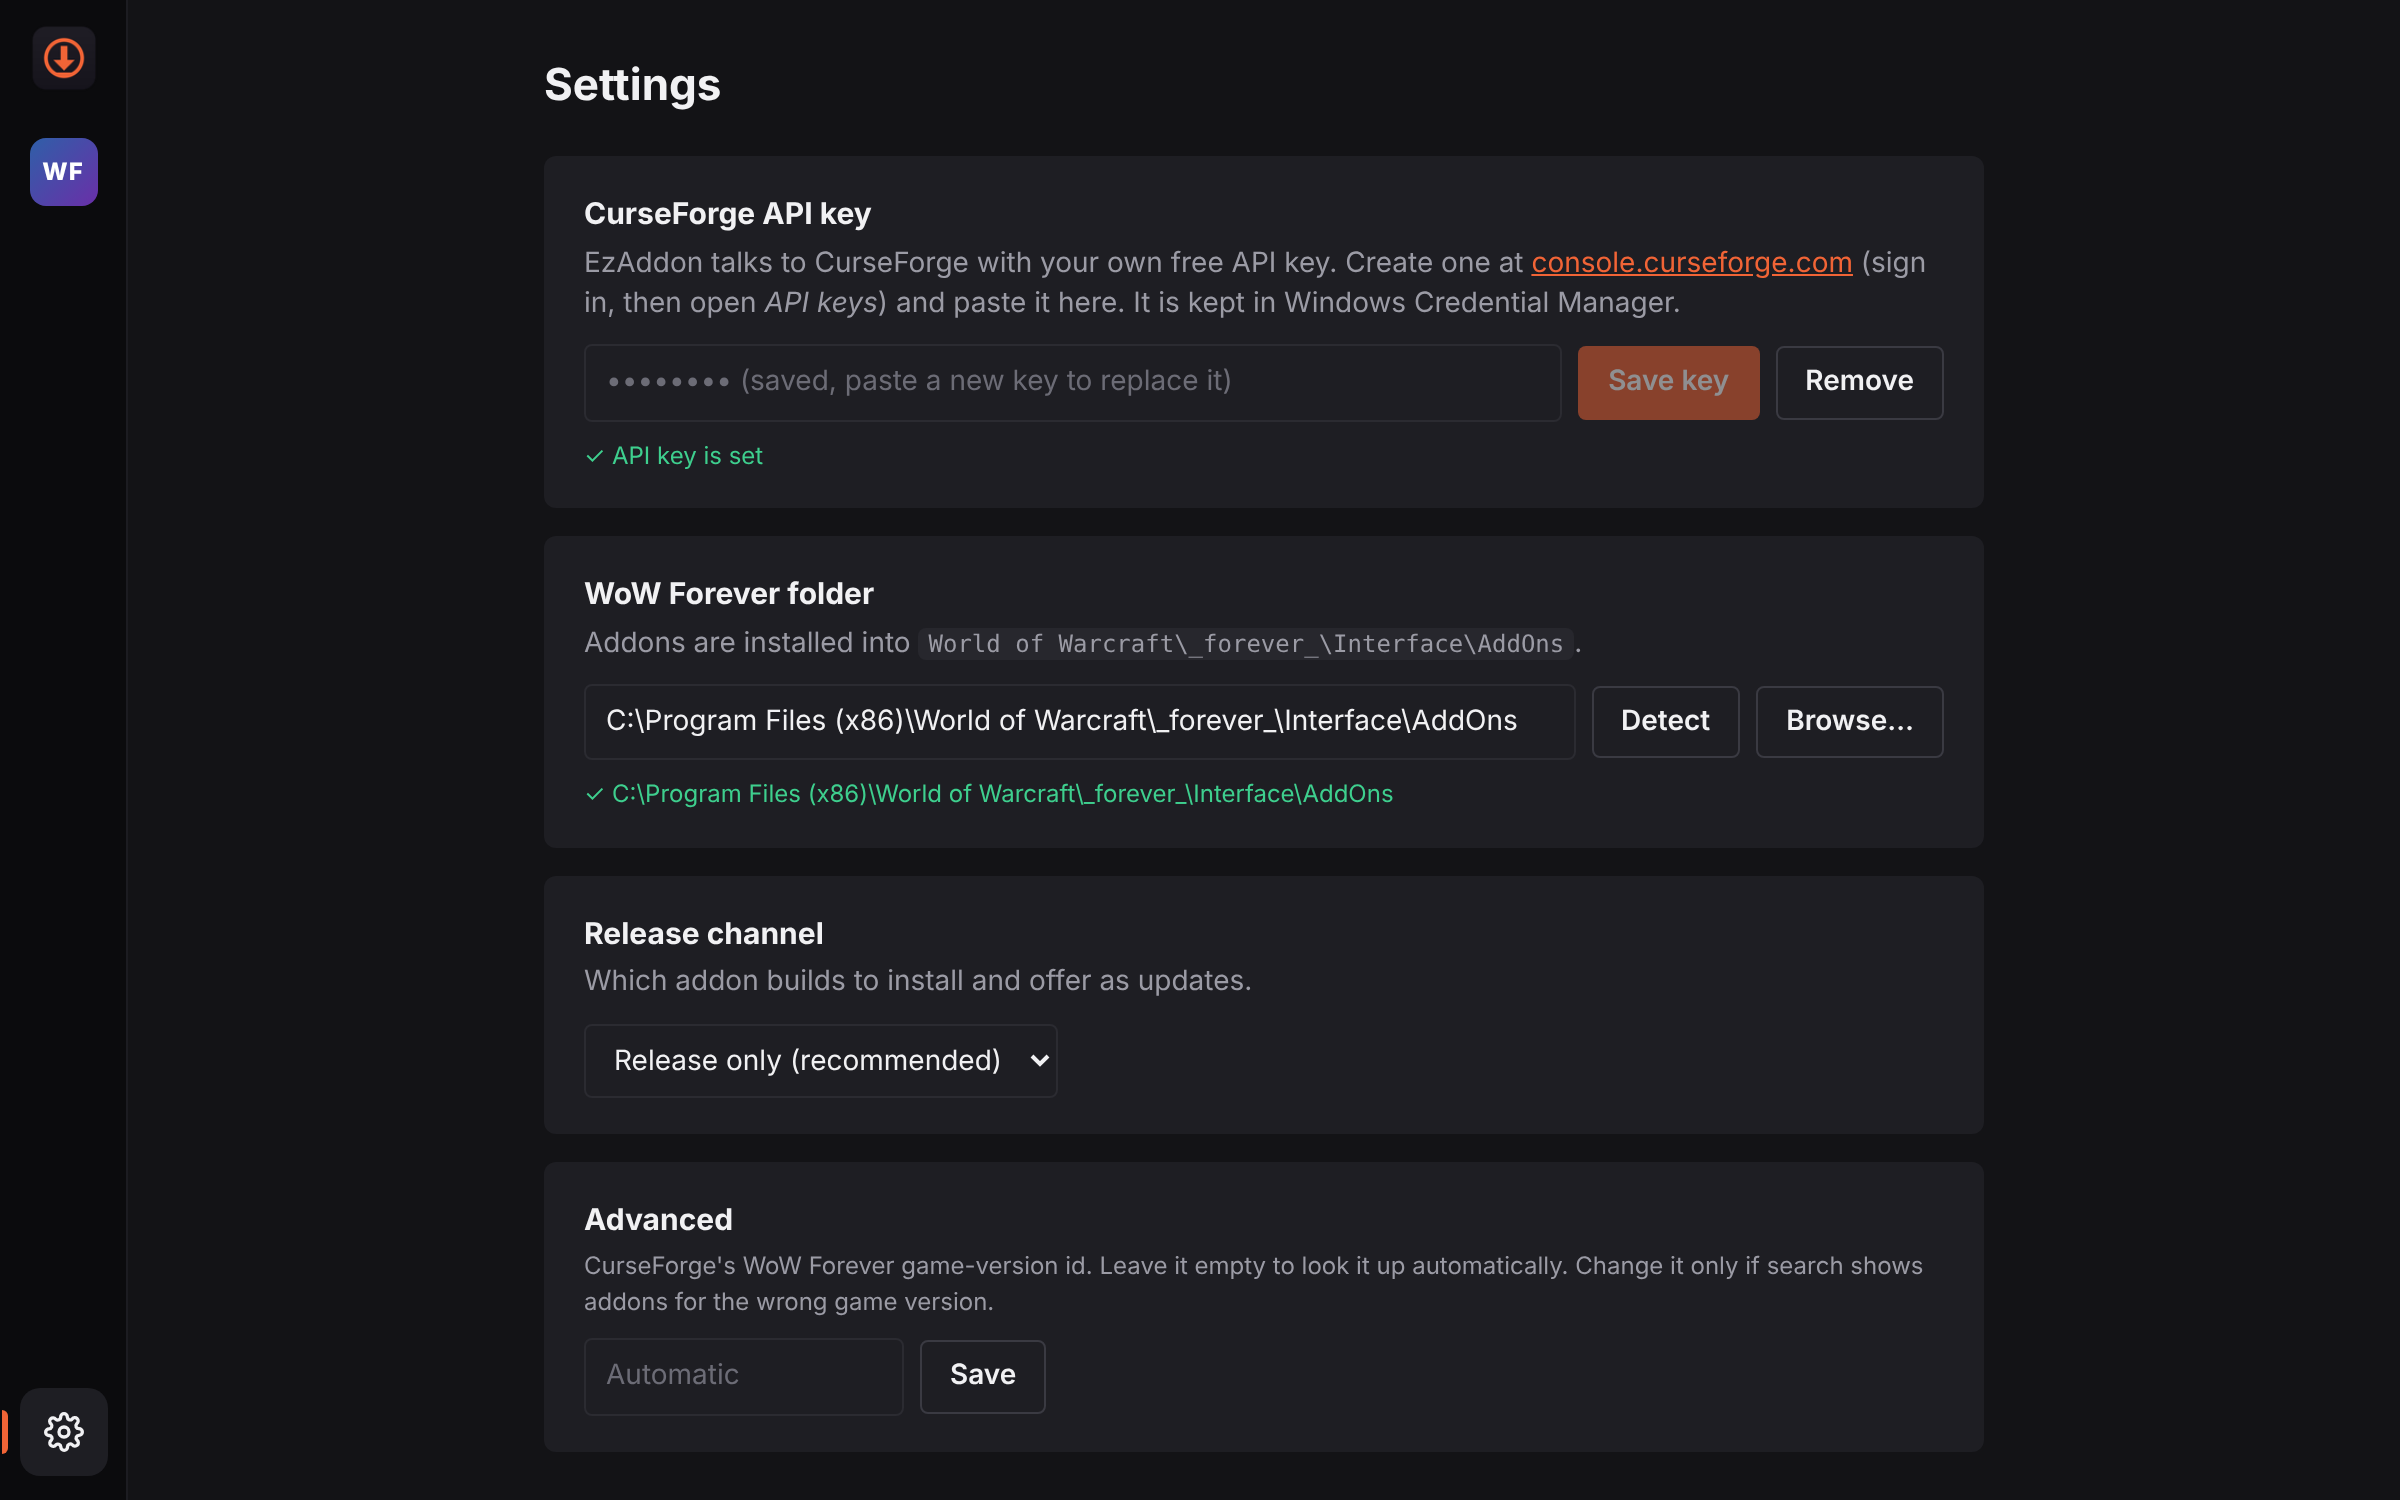 WF
Settings
CurseForge API key
EzAddon talks to CurseForge with your own free API key. Create one at console.curseforge.com (sign
in, then open API keys) and paste it here. It is kept in Windows Credential Manager.
•••••••• (saved, paste a new key to replace it) Save key Remove
✓ API key is set
WoW Forever folder
Addons are installed into World of Warcraft\_forever_\Interface\AddOns.
C:\Program Files (x86)\World of Warcraft\_forever_\Interface\AddOns Detect Browse...
✓ C:\Program Files (x86)\World of Warcraft\_forever_\Interface\AddOns
Release channel
Which addon builds to install and offer as updates.
Release only (recommended)
Advanced
CurseForge's WoW Forever game-version id. Leave it empty to look it up automatically. Change it only if search shows
addons for the wrong game version.
Automatic Save